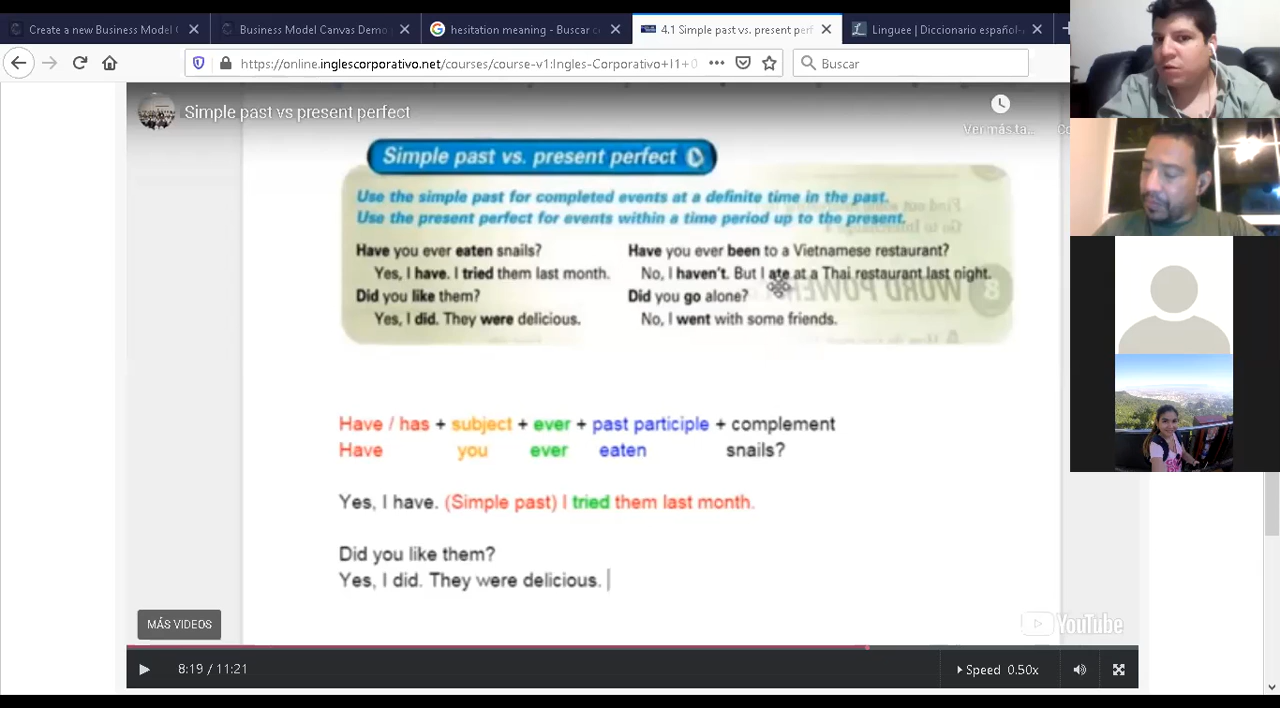 Create a new Business Model C
Business Model Canvas Demo
hesitation meaning - Buscar c
4.1 Simple past vs. present perf
Linguee | Diccionario español-
https://online.inglescorporativo.net/courses/course-v1:Ingles-Corporativo+I1+0
Buscar
Simple past vs present perfect
Ver más ta...
Simple past vs. present perfect
Use the simple past for completed events at a definite time in the past.
Use the present perfect for events within a time period up to the present.
Have you ever eaten snails?
Yes, I have. I tried them last month.
Did you like them?
Yes, I did. They were delicious.
Have you ever been to a Vietnamese restaurant?
No, I haven't. But I ate at a Thai restaurant last night.
Did you go alone?
No, I went with some friends.
Have / has + subject + ever + past participle + complement
Have you ever eaten snails?
Yes, I have. (Simple past) I tried them last month.
Did you like them?
Yes, I did. They were delicious.
MÁS VIDEOS
YouTube
8:19 / 11:21
Speed 0.50x